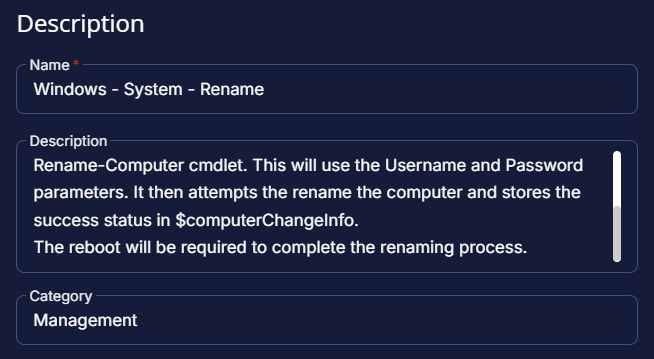 Description
Name *
Windows - System - Rename
Description
Rename-Computer cmdlet. This will use the Username and Password
parameters. It then attempts the rename the computer and stores the
success status in $computerChangeInfo.
The reboot will be required to complete the renaming process.
Category
Management